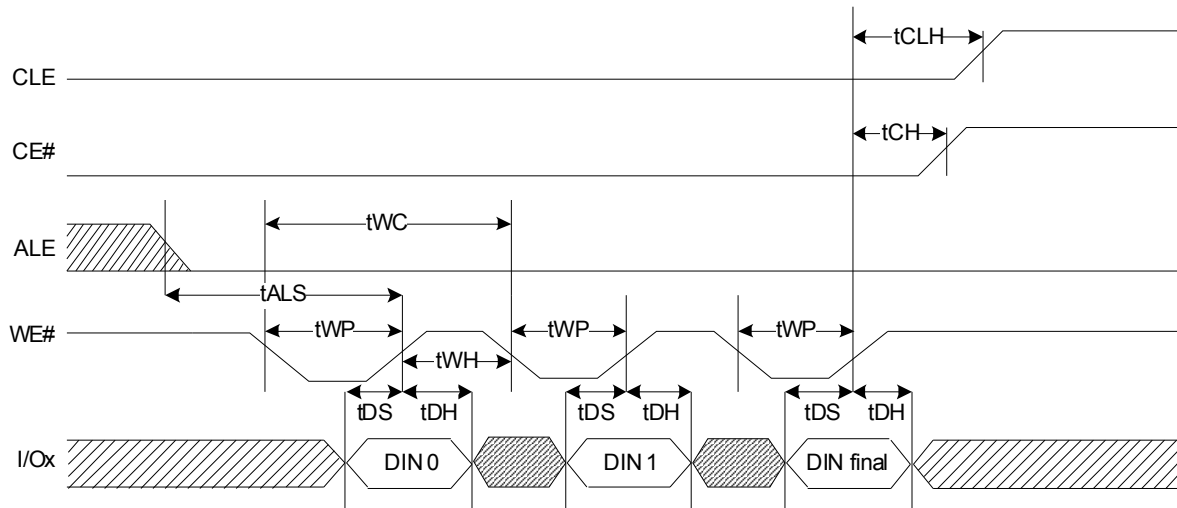 tCLH
CLE
tCH
CE#
tWC
ALE
tALS
WE# tWP tWP tWP
tWH
tDS tDH tDS tDH tDS tDH
I/Ox DIN 0 DIN 1 DIN final